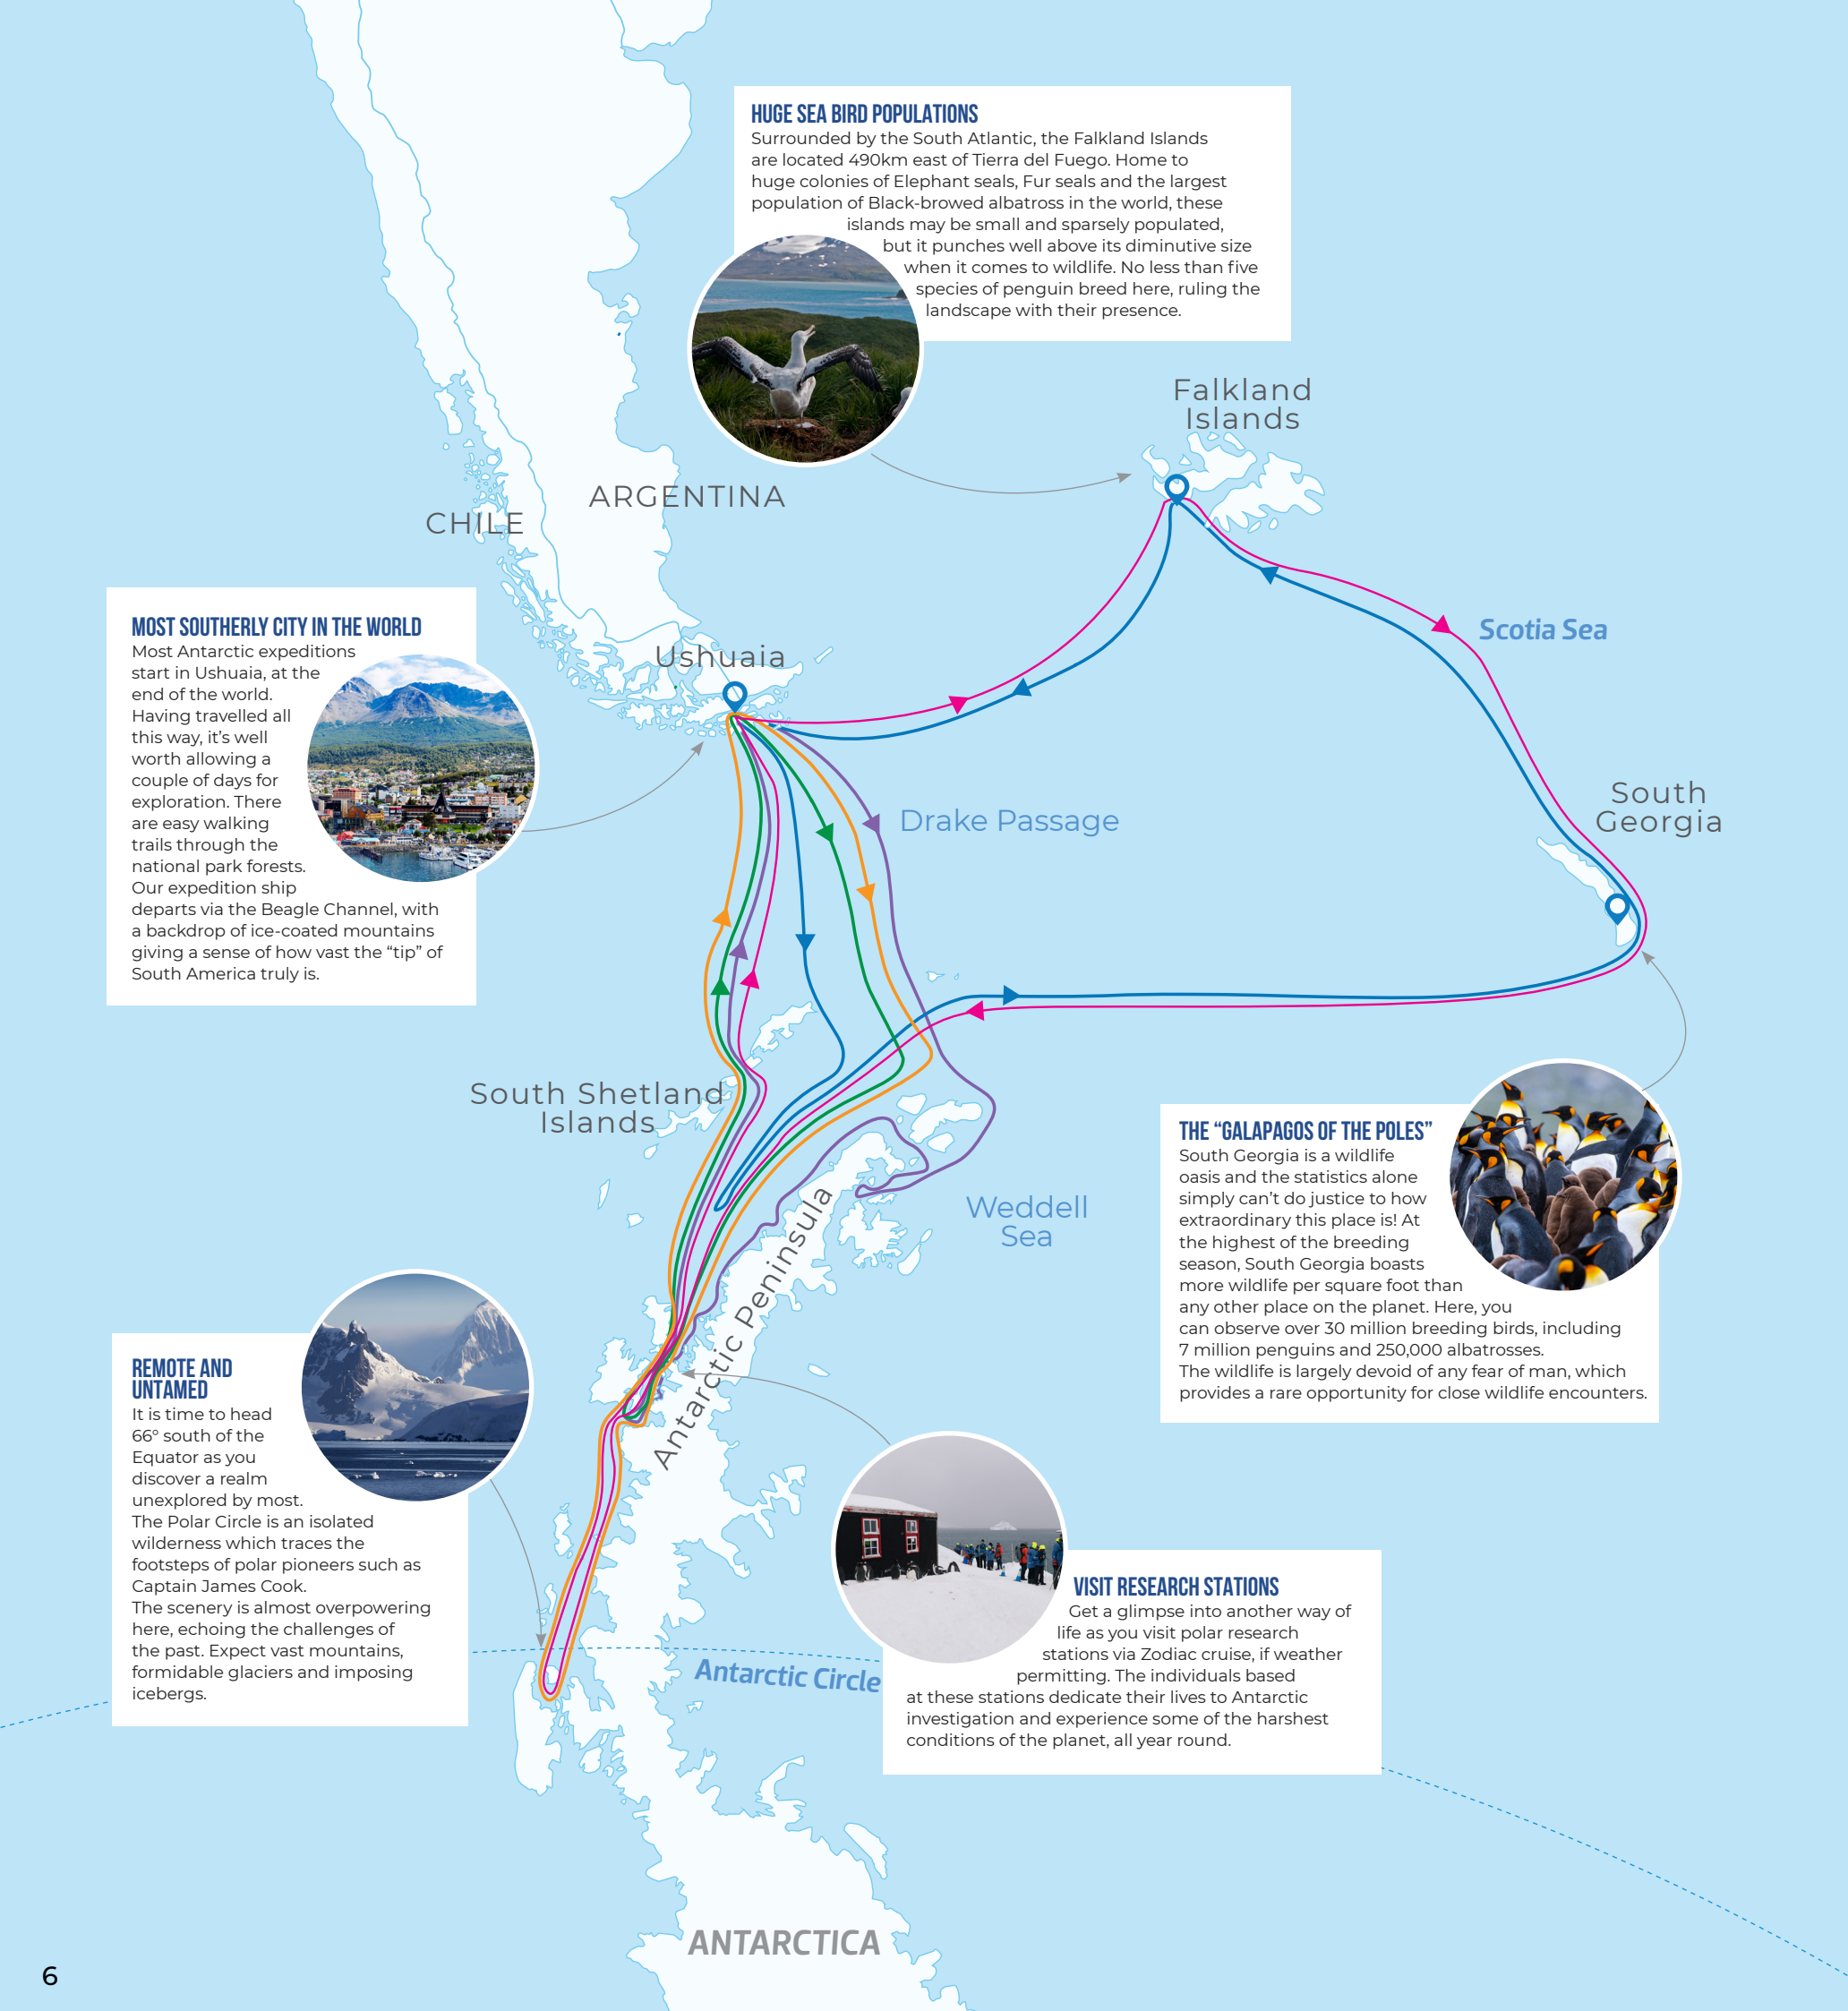 HUGE SEA BIRD POPULATIONS
Surrounded by the South Atlantic, the Falkland Islands
are located 490km east of Tierra del Fuego. Home to
huge colonies of Elephant seals, Fur seals and the largest
population of Black-browed albatross in the world, these
islands may be small and sparsely populated,
but it punches well above its diminutive size
when it comes to wildlife. No less than five
species of penguin breed here, ruling the
landscape with their presence.
Falkland
Islands
ARGENTINA
CHILE
MOST SOUTHERLY CITY IN THE WORLD
Most Antarctic expeditions
start in Ushuaia, at the
end of the world.
Having travelled all
this way, it’s well
worth allowing a
couple of days for
exploration. There
are easy walking
trails through the
national park forests.
Our expedition ship
departs via the Beagle Channel, with
a backdrop of ice-coated mountains
giving a sense of how vast the “tip” of
South America truly is.
Ushuaia
Scotia Sea
Drake Passage
South
Georgia
South Shetland
Islands
Weddell
Sea
THE “GALAPAGOS OF THE POLES”
South Georgia is a wildlife
oasis and the statistics alone
simply can’t do justice to how
extraordinary this place is! At
the highest of the breeding
season, South Georgia boasts
more wildlife per square foot than
any other place on the planet. Here, you
can observe over 30 million breeding birds, including
7 million penguins and 250,000 albatrosses.
The wildlife is largely devoid of any fear of man, which
provides a rare opportunity for close wildlife encounters.
Antarctic Peninsula
REMOTE AND
UNTAMED
It is time to head
66° south of the
Equator as you
discover a realm
unexplored by most.
The Polar Circle is an isolated
wilderness which traces the
footsteps of polar pioneers such as
Captain James Cook.
The scenery is almost overpowering
here, echoing the challenges of
the past. Expect vast mountains,
formidable glaciers and imposing
icebergs.
VISIT RESEARCH STATIONS
Get a glimpse into another way of
life as you visit polar research
stations via Zodiac cruise, if weather
permitting. The individuals based
at these stations dedicate their lives to Antarctic
investigation and experience some of the harshest
conditions of the planet, all year round.
Antarctic Circle
ANTARCTICA
6